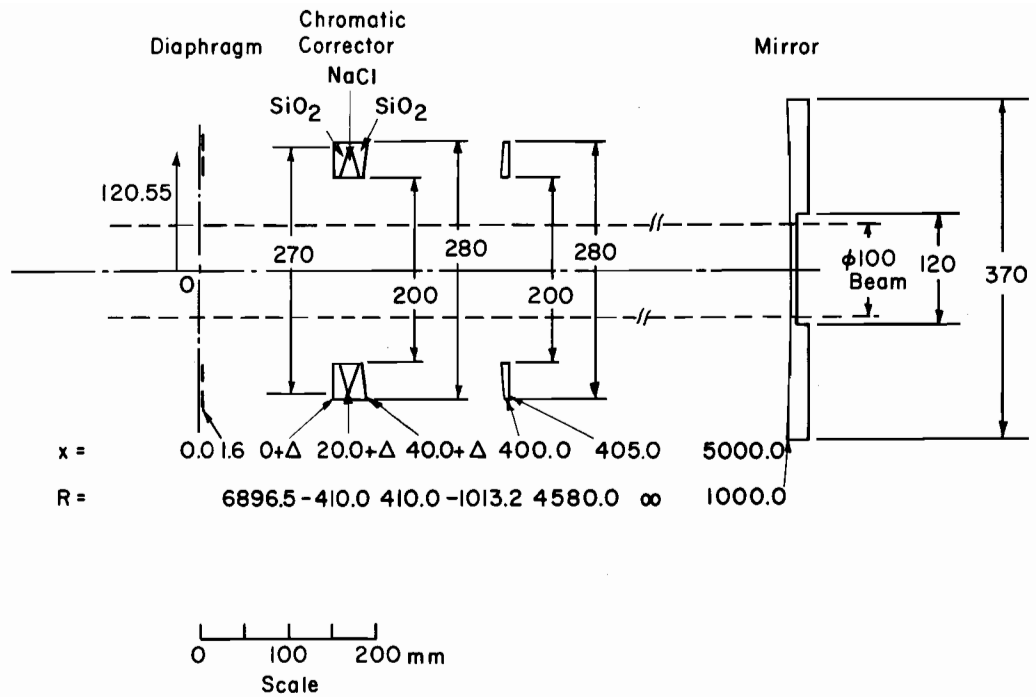 Diaphragm
Chromatic
Corrector
NaCl
SiO2
SiO2
Mirror
120.55
0
270
200
280
200
280
φ100
Beam
120
370
x = 0.0 1.6 0+Δ 20.0+Δ 40.0+Δ 400.0 405.0 5000.0
R = 6896.5 -410.0 410.0 -1013.2 4580.0 ∞ 1000.0
0 100 200 mm
Scale